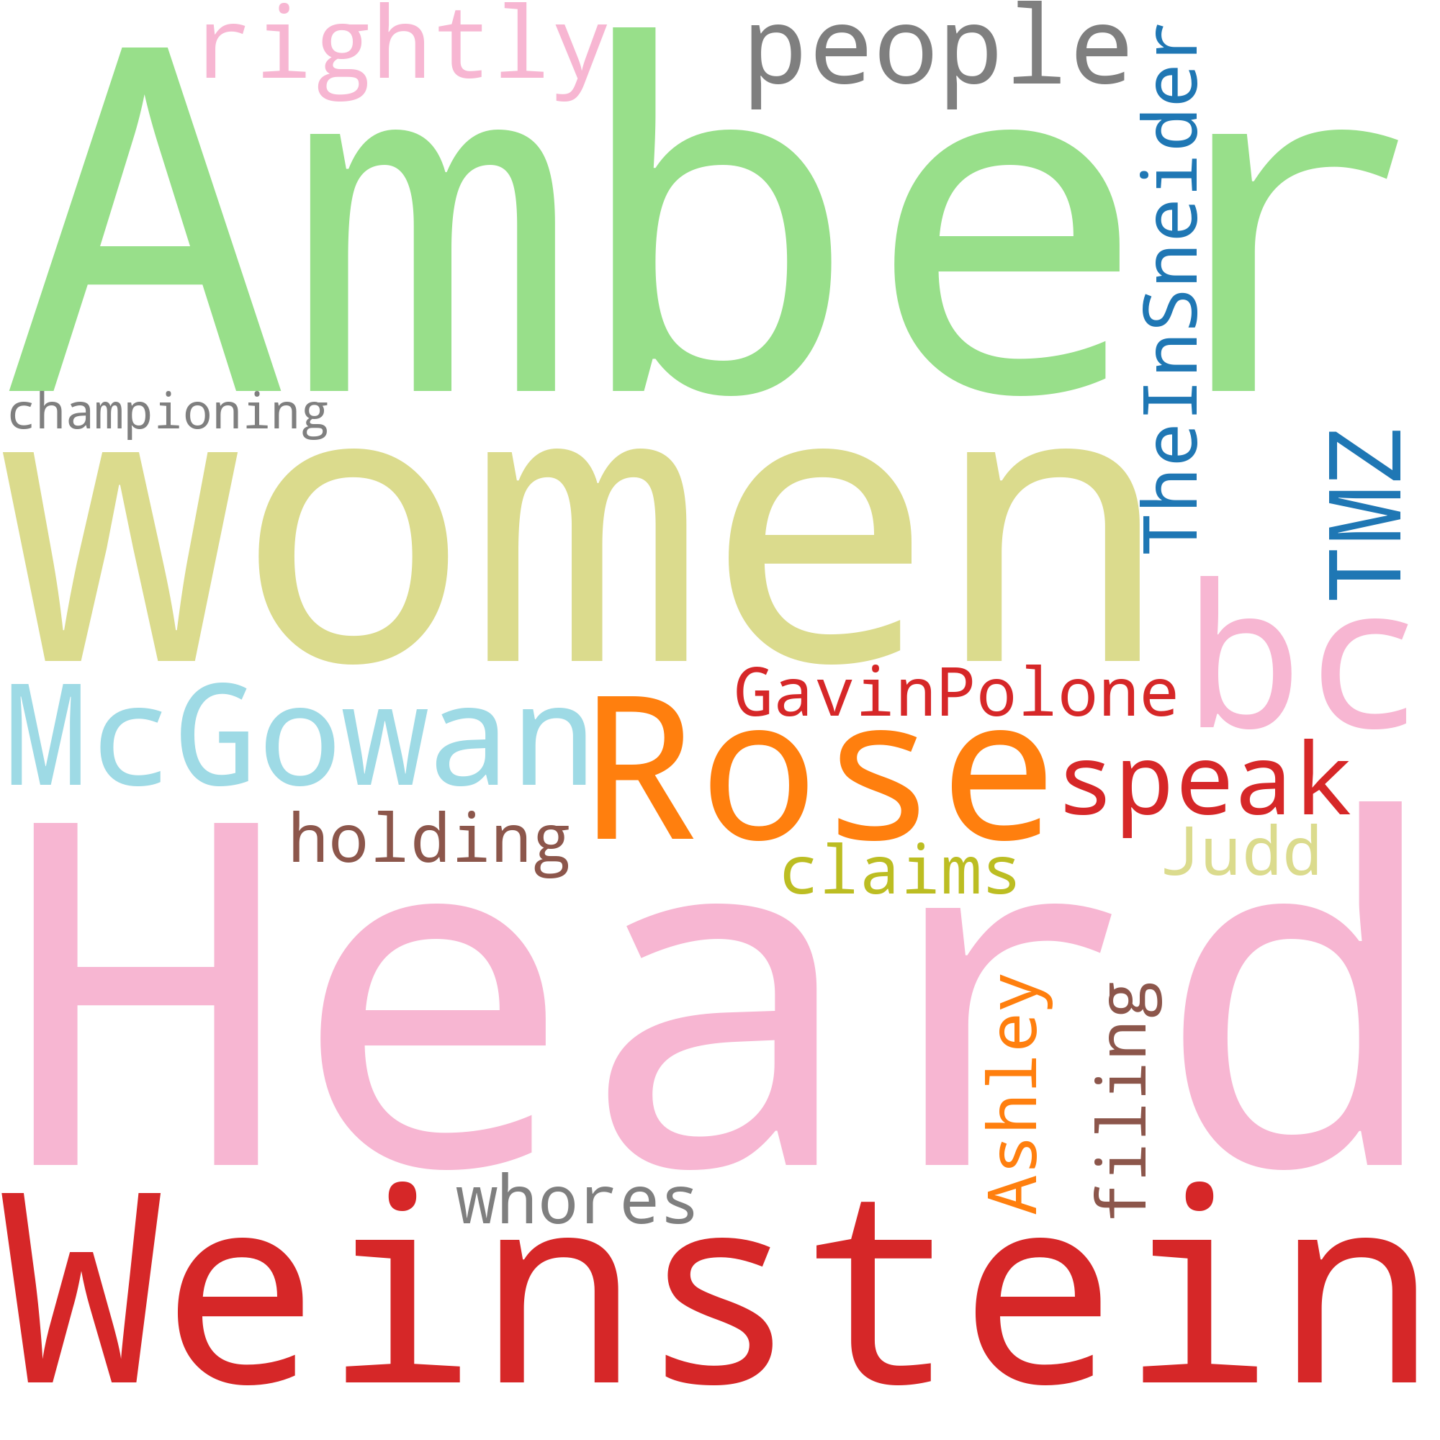 rightly
people
Amber
TheInSneider
championing
women
TMZ
bc
McGowan
Rose
GavinPolone
speak
holding
claims
Judd
Heard
Ashley
filing
whores
Weinstein